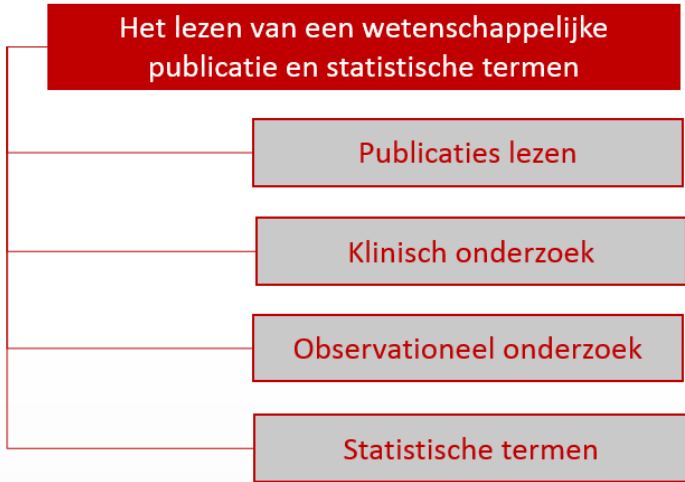 Het lezen van een wetenschappelijke
publicatie en statistische termen
Publicaties lezen
Klinisch onderzoek
Observationeel onderzoek
Statistische termen